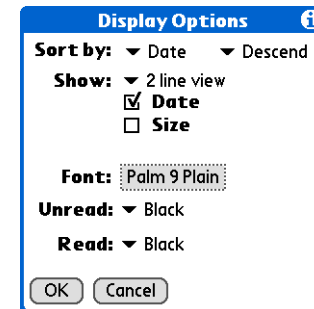 Display Options
Sort by: Date Descend
Show: 2 line view
Date
Size
Font: Palm 9 Plain
Unread: Black
Read: Black
OK Cancel